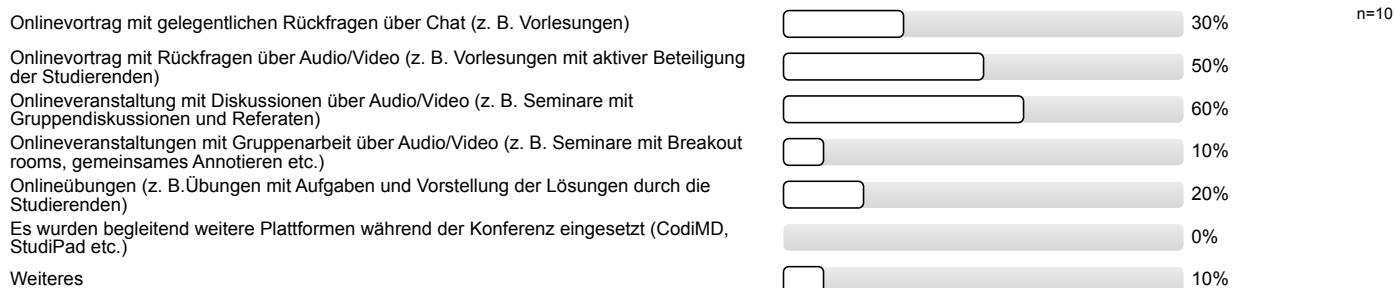 Onlinevortrag mit gelegentlichen Rückfragen über Chat (z. B. Vorlesungen) 30% n=10
Onlinevortrag mit Rückfragen über Audio/Video (z. B. Vorlesungen mit aktiver Beteiligung
der Studierenden) 50%
Onlineveranstaltung mit Diskussionen über Audio/Video (z. B. Seminare mit
Gruppendiskussionen und Referaten) 60%
Onlineveranstaltungen mit Gruppenarbeit über Audio/Video (z. B. Seminare mit Breakout
rooms, gemeinsames Annotieren etc.) 10%
Onlineübungen (z. B.Übungen mit Aufgaben und Vorstellung der Lösungen durch die
Studierenden) 20%
Es wurden begleitend weitere Plattformen während der Konferenz eingesetzt (CodiMD,
StudiPad etc.) 0%
Weiteres 10%